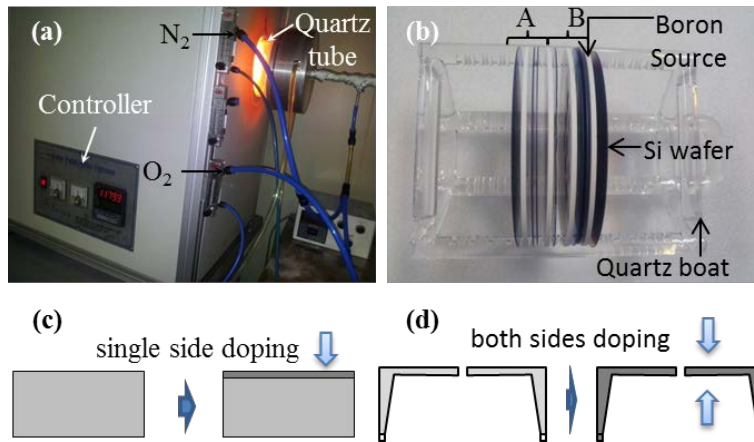 (a)
N2
Quartz
tube
Controller
O2
(b)
A
B
Boron
Source
Si wafer
Quartz boat
(c)
single side doping
(d)
both sides doping